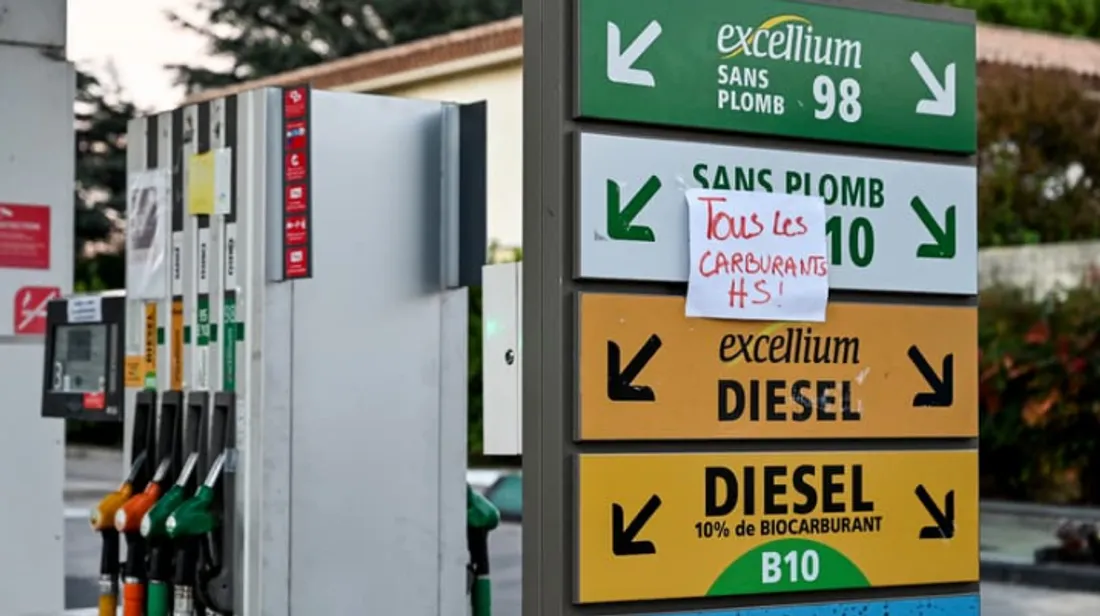 excellium
SANS
PLOMB 98
SANS PLOMB
10
TOUS LES
CARBURANTS
HS!
excellium
DIESEL
DIESEL
10% de BIOCARBURANT
B10